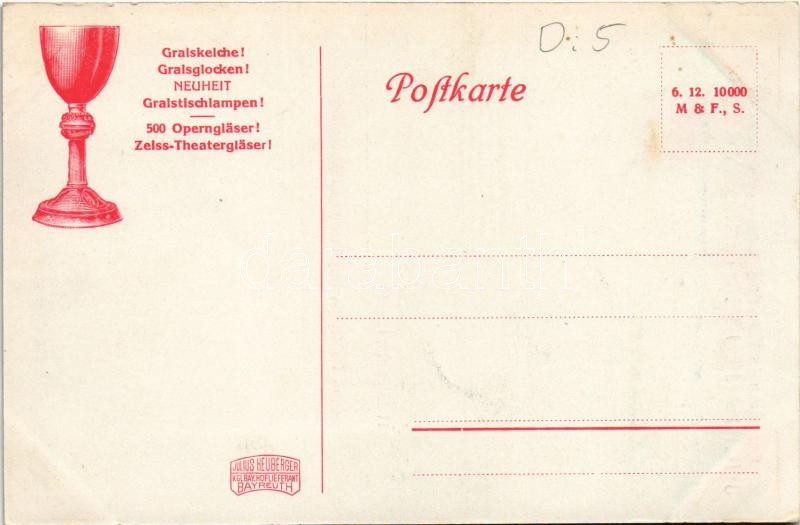 Gralskelche!
Gralsglocken!
NEUHEIT
Gralstischlampen!
500 Operngläser!
Zeiss-Theatergläser!
Poſtkarte
D. 5
6. 12. 10000
M & F., S.
darabanth
JULIUS HEUBERGER
KGL.BAY.HOFLIEFERANT
BAYREUTH